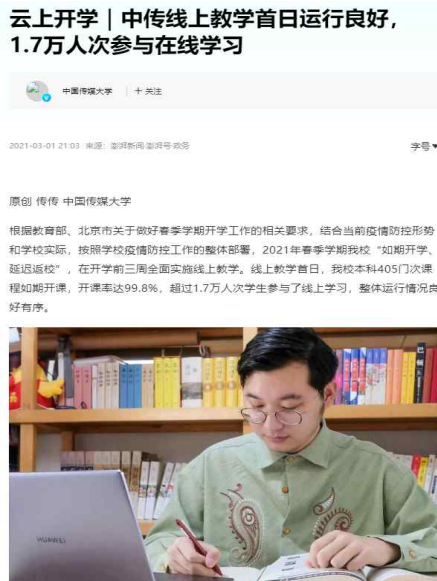 云上开学｜中传线上教学首日运行良好，
1.7万人次参与在线学习
中国传媒大学 ｜ + 关注
2021-03-01 21:03 来源：澎湃新闻·澎湃号·政务 字号
原创 传传 中国传媒大学
根据教育部、北京市关于做好春季学期开学工作的相关要求，结合当前疫情防控形势
和学校实际，按照学校疫情防控工作的整体部署，2021年春季学期我校“如期开学、
延迟返校”，在开学前三周全面实施线上教学。线上教学首日，我校本科405门次课
程如期开课，开课率达99.8%，超过1.7万人次学生参与了线上学习，整体运行情况良
好有序。
HUAWEI